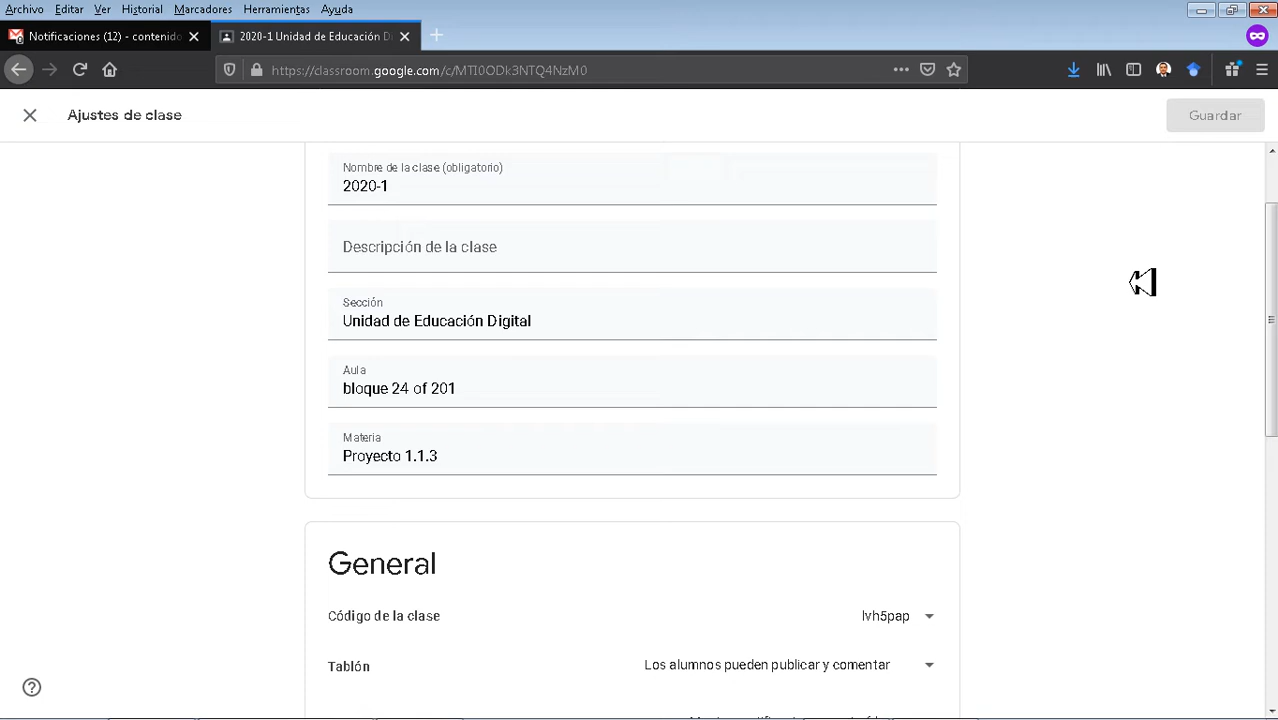 Archivo Editar Ver Historial Marcadores Herramientas Ayuda
Notificaciones (12) - contenido
2020-1 Unidad de Educación D
https://classroom.google.com/c/MTI0ODk3NTQ4NzM0
Ajustes de clase
Guardar
Nombre de la clase (obligatorio)
2020-1
Descripción de la clase
Sección
Unidad de Educación Digital
Aula
bloque 24 of 201
Materia
Proyecto 1.1.3
General
Código de la clase
lvh5pap
Tablón
Los alumnos pueden publicar y comentar